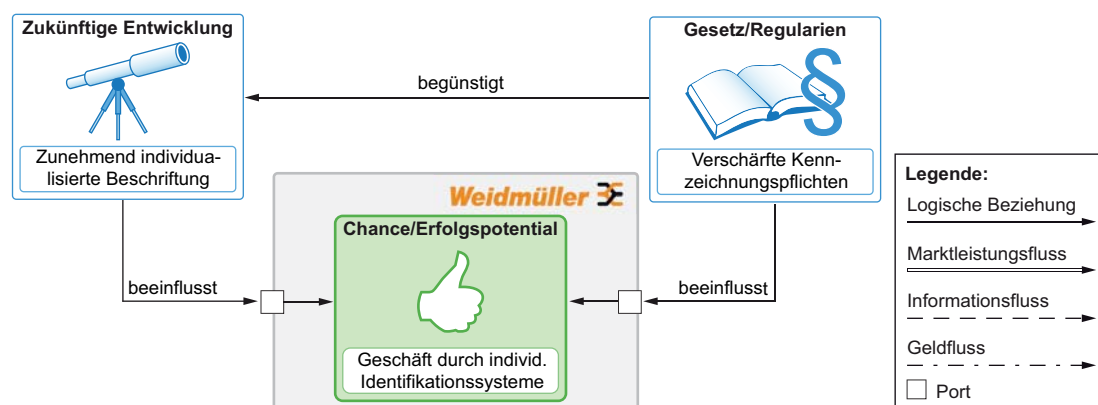 Zukünftige Entwicklung
Zunehmend individua-
lisierte Beschriftung
begünstigt
Gesetz/Regularien
§
Verschärfte Kenn-
zeichnungspflichten
Weidmüller
Chance/Erfolgspotential
beeinflusst
beeinflusst
Geschäft durch individ.
Identifikationssysteme
Legende:
Logische Beziehung
Marktleistungsfluss
Informationsfluss
Geldfluss
Port